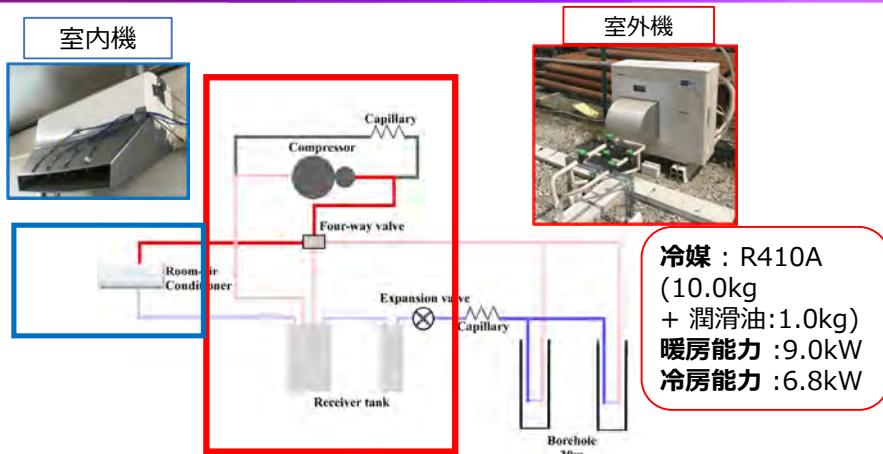 室内機
室外機
Capillary
Compressor
Four-way valve
Room-air
Conditioner
Expansion valve
Capillary
Receiver tank
Borehole
冷媒 : R410A
(10.0kg
+ 潤滑油:1.0kg)
暖房能力 :9.0kW
冷房能力 :6.8kW